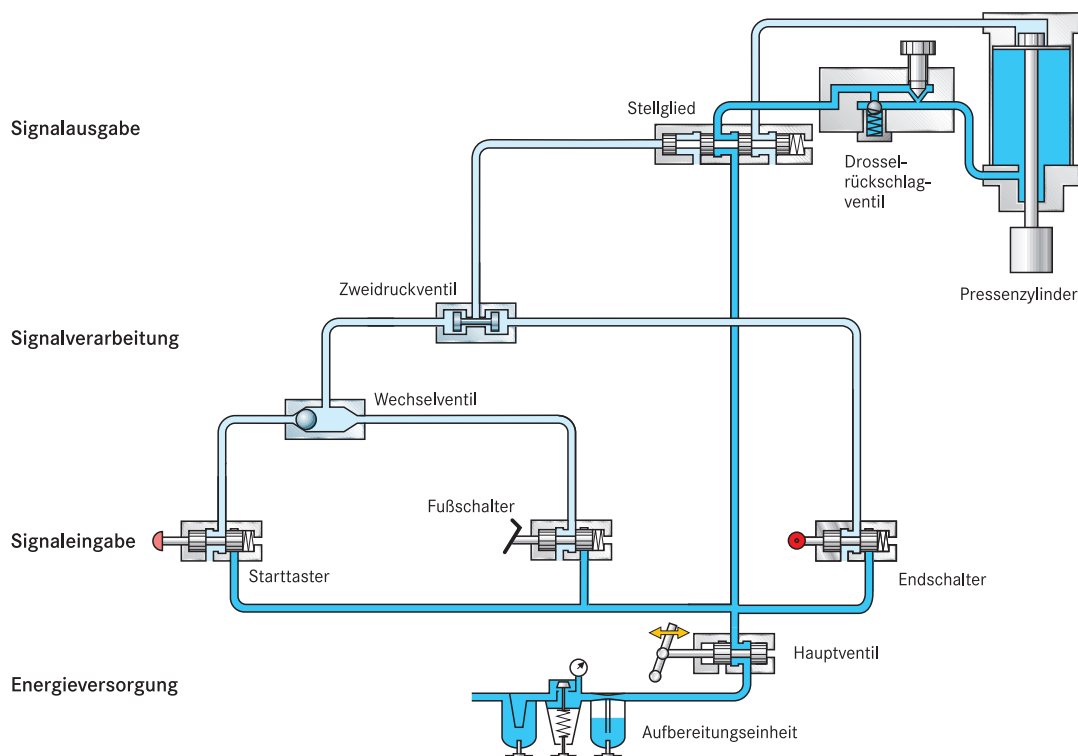 Signalausgabe
Stellglied
Drossel-
rückschlag-
ventil
Pressenzylinder
Zweidruckventil
Signalverarbeitung
Wechselventil
Fußschalter
Signaleingabe
Starttaster
Endschalter
Hauptventil
Energieversorgung
Aufbereitungseinheit